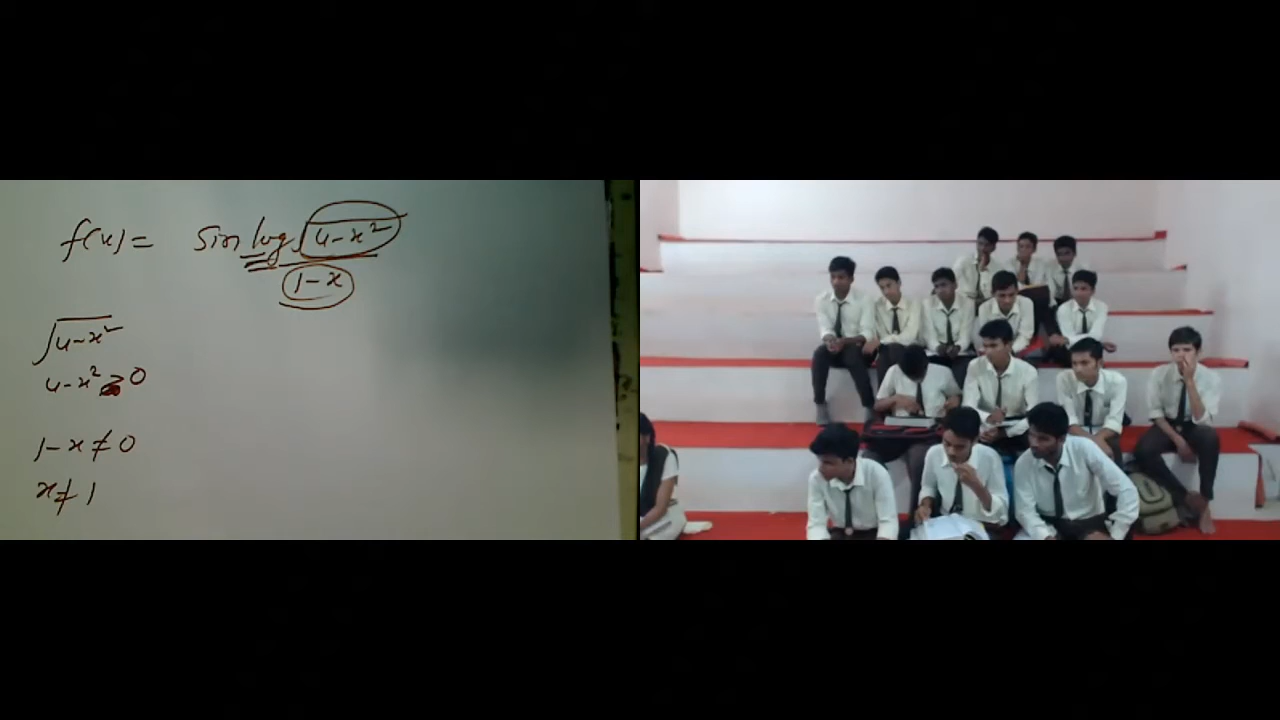 f(x) = sin log √4-x²
1-x
√4-x²
4-x² ≥ 0
1-x ≠ 0
x ≠ 1